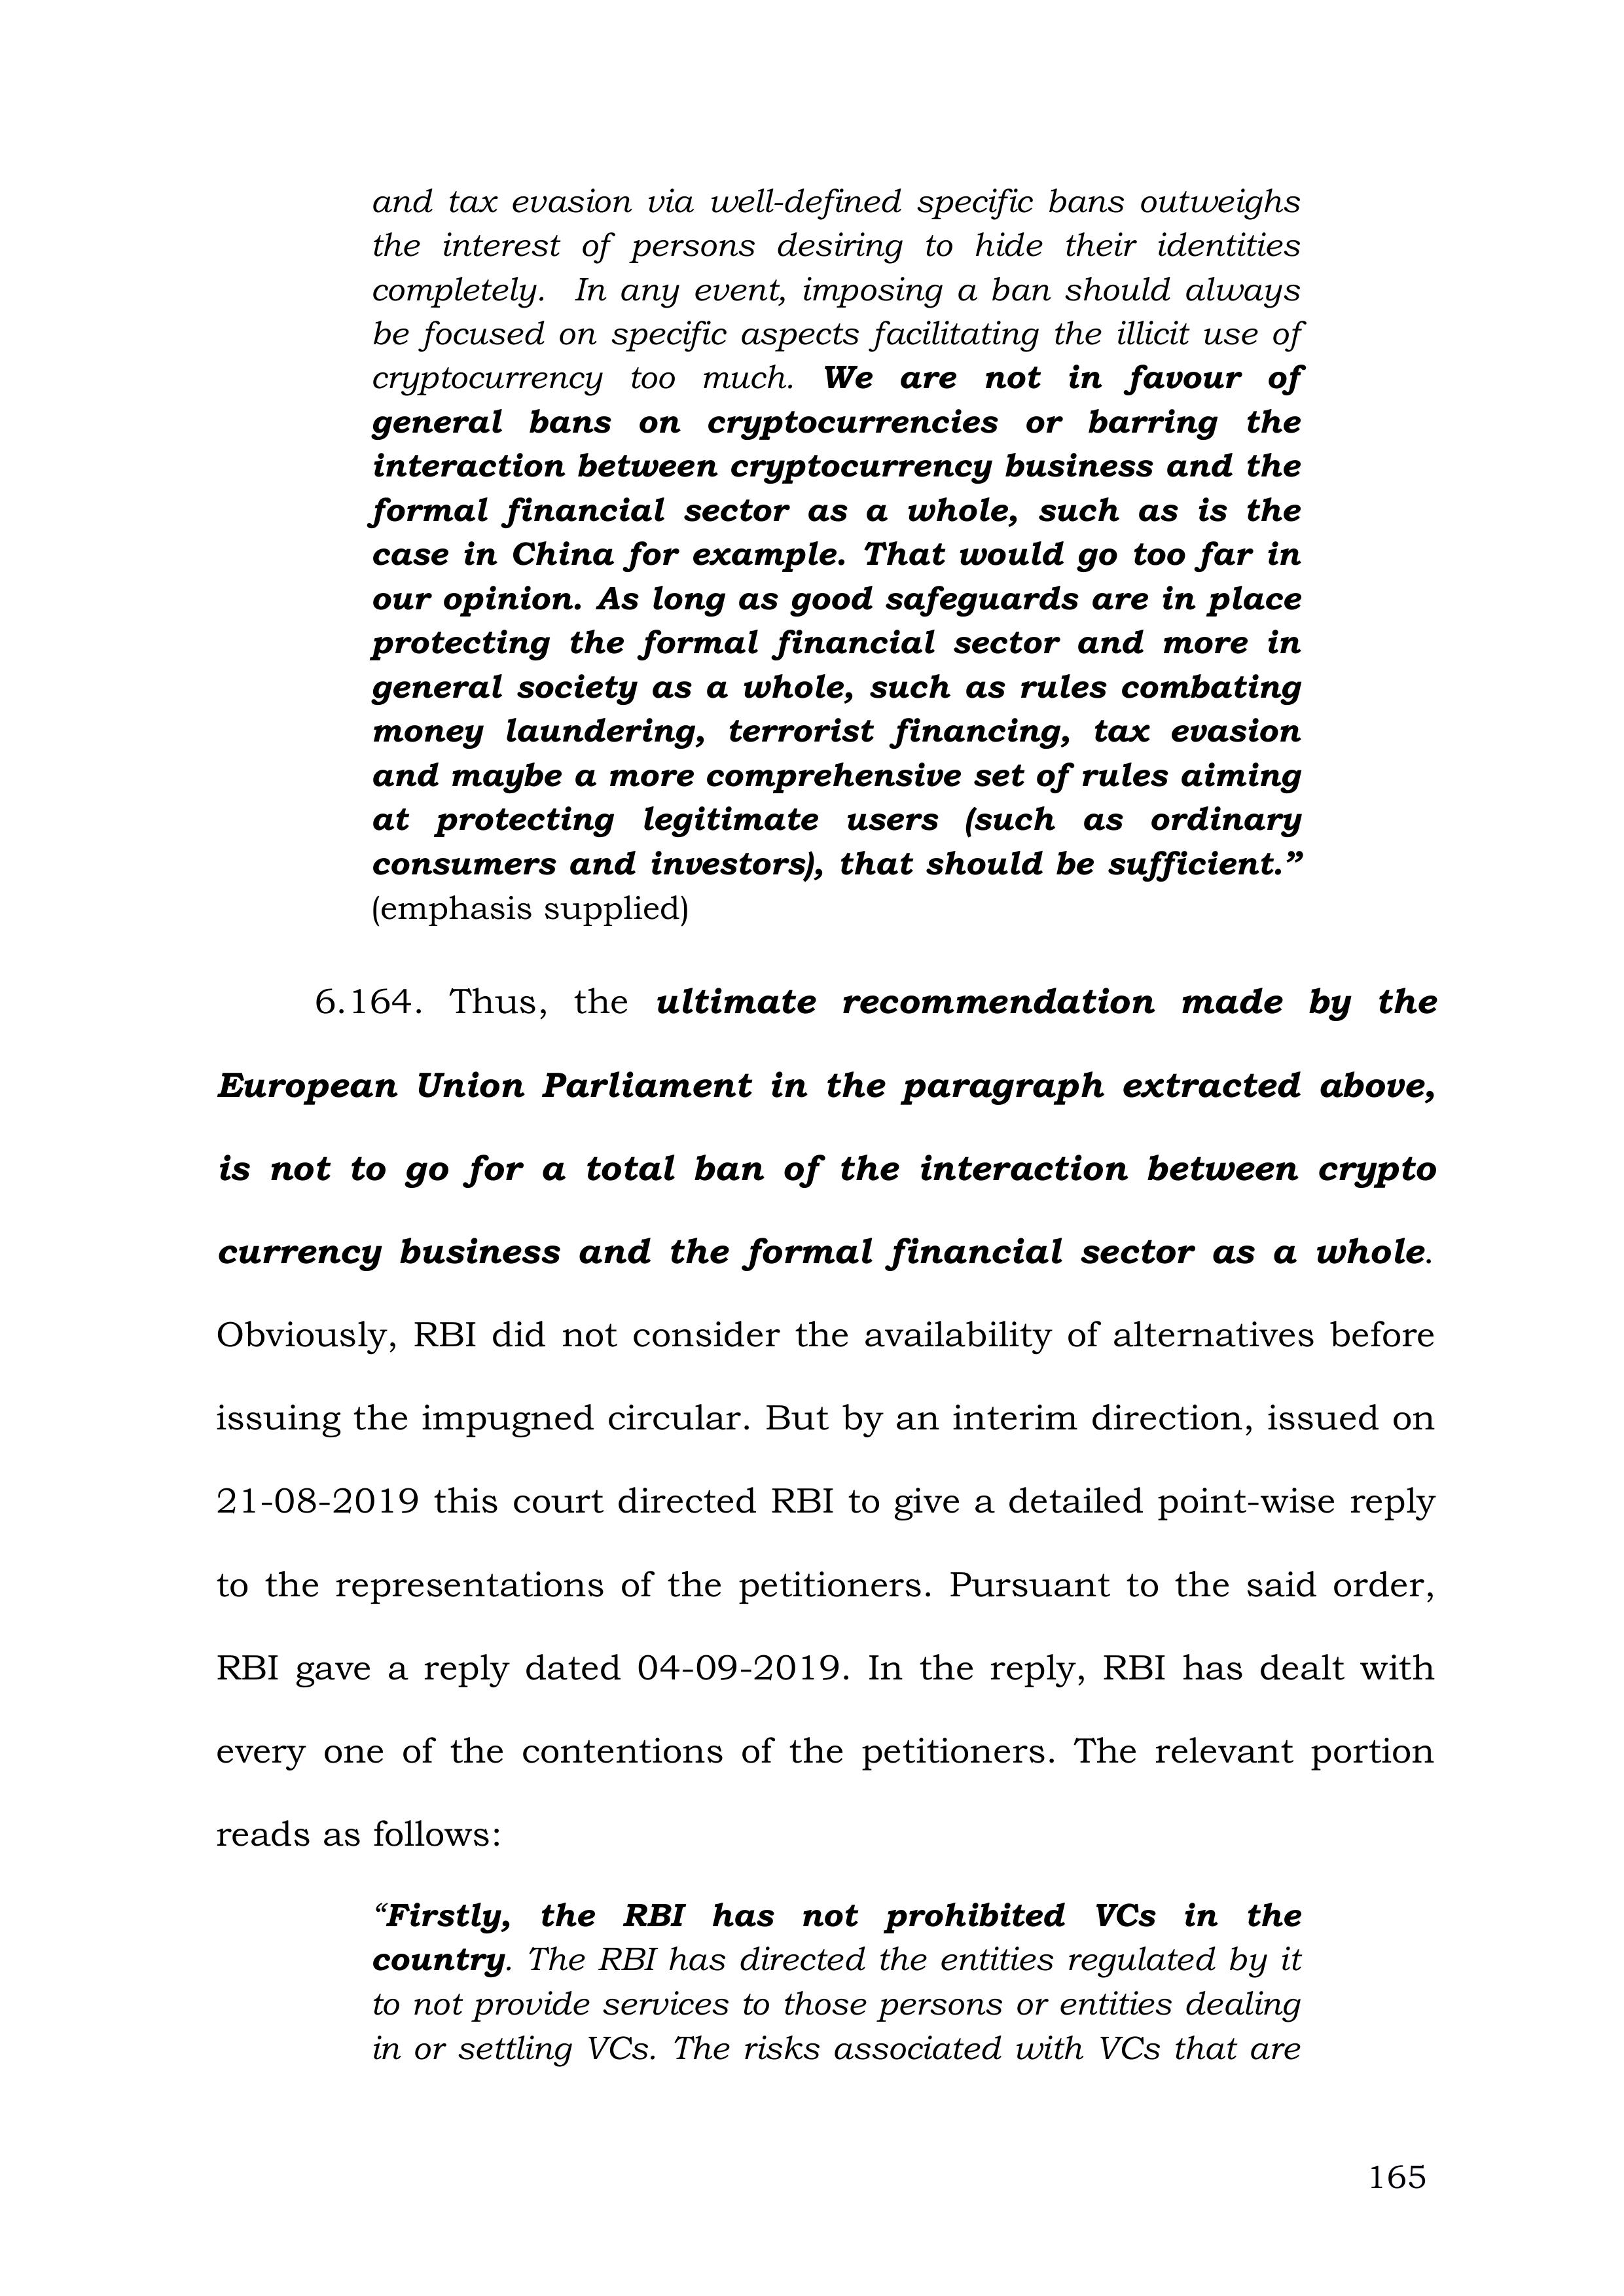 and tax evasion via well-defined specific bans outweighs
the interest of persons desiring to hide their identities
completely. In any event, imposing a ban should always
be focused on specific aspects facilitating the illicit use of
cryptocurrency too much. We are not in favour of
general bans on cryptocurrencies or barring the
interaction between cryptocurrency business and the
formal financial sector as a whole, such as is the
case in China for example. That would go too far in
our opinion. As long as good safeguards are in place
protecting the formal financial sector and more in
general society as a whole, such as rules combating
money laundering, terrorist financing, tax evasion
and maybe a more comprehensive set of rules aiming
at protecting legitimate users (such as ordinary
consumers and investors), that should be sufficient.”
(emphasis supplied)
6.164. Thus, the ultimate recommendation made by the
European Union Parliament in the paragraph extracted above,
is not to go for a total ban of the interaction between crypto
currency business and the formal financial sector as a whole.
Obviously, RBI did not consider the availability of alternatives before
issuing the impugned circular. But by an interim direction, issued on
21-08-2019 this court directed RBI to give a detailed point-wise reply
to the representations of the petitioners. Pursuant to the said order,
RBI gave a reply dated 04-09-2019. In the reply, RBI has dealt with
every one of the contentions of the petitioners. The relevant portion
reads as follows:
“Firstly, the RBI has not prohibited VCs in the
country. The RBI has directed the entities regulated by it
to not provide services to those persons or entities dealing
in or settling VCs. The risks associated with VCs that are
165